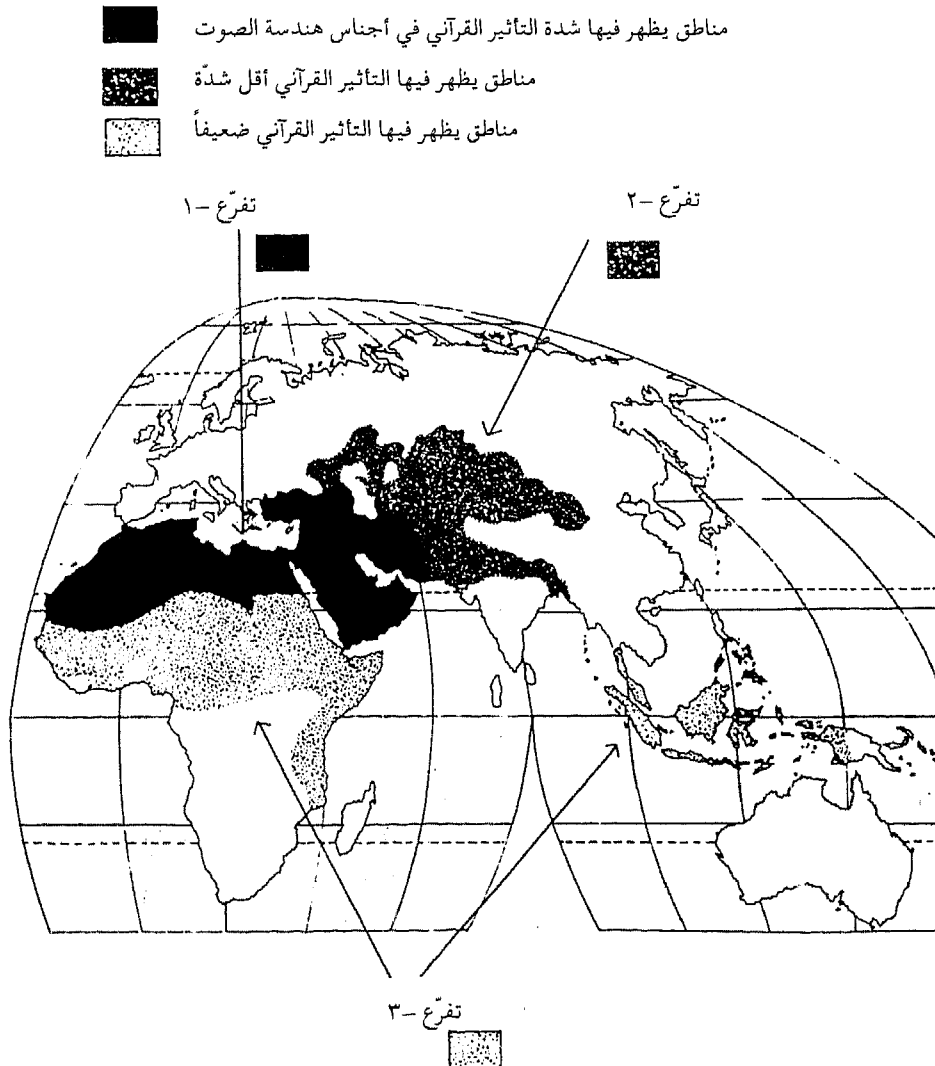 مناطق يظهر فيها شدة التأثير القرآني في أجناس هندسة الصوت
مناطق يظهر فيها التأثير القرآني أقل شدّة
مناطق يظهر فيها التأثير القرآني ضعيفاً
تفرّع -٢
تفرّع -١
تفرّع -٣